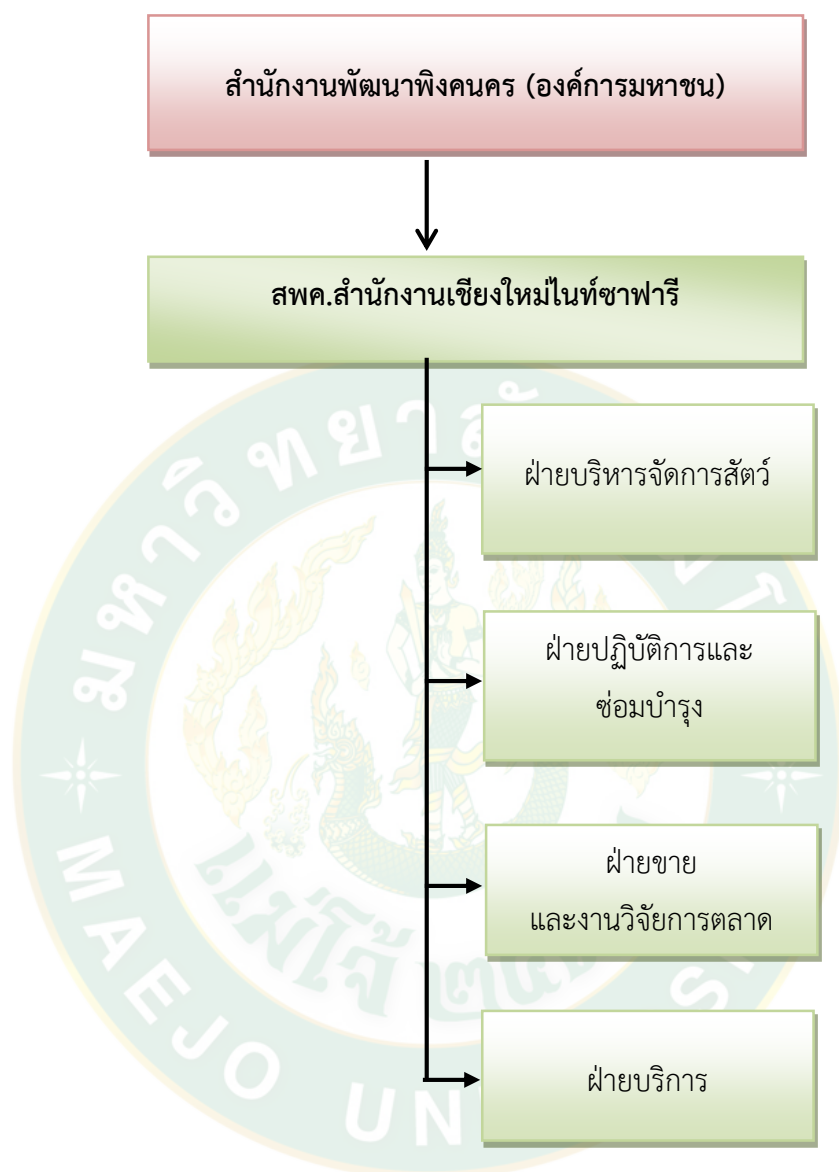 สำนักงานพัฒนาพิงคนคร (องค์การมหาชน)
สพค.สำนักงานเชียงใหม่ไนท์ซาฟารี
ฝ่ายบริหารจัดการสัตว์
ฝ่ายปฏิบัติการและ
ซ่อมบำรุง
ฝ่ายขาย
และงานวิจัยการตลาด
ฝ่ายบริการ
แม่โจ้
MAEJO